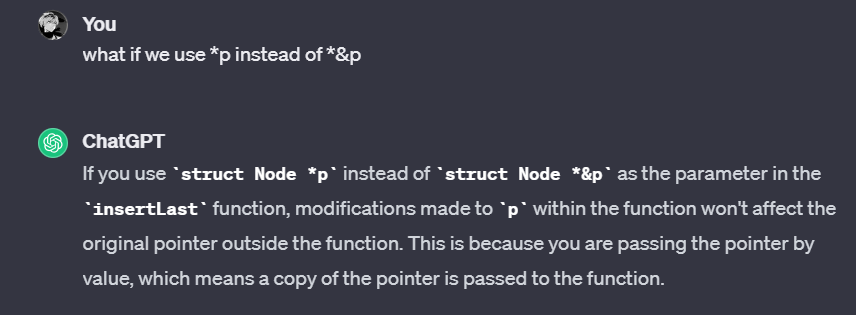 You
what if we use *p instead of *&p
ChatGPT
If you use `struct Node *p` instead of `struct Node *&p` as the parameter in the
`insertLast` function, modifications made to `p` within the function won't affect the
original pointer outside the function. This is because you are passing the pointer by
value, which means a copy of the pointer is passed to the function.